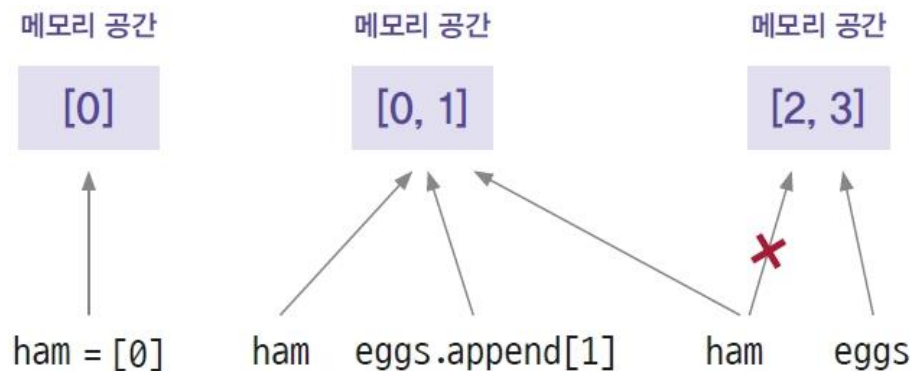 메모리 공간 메모리 공간 메모리 공간
[0] [0, 1] [2, 3]
ham = [0] ham eggs.append[1] ham eggs